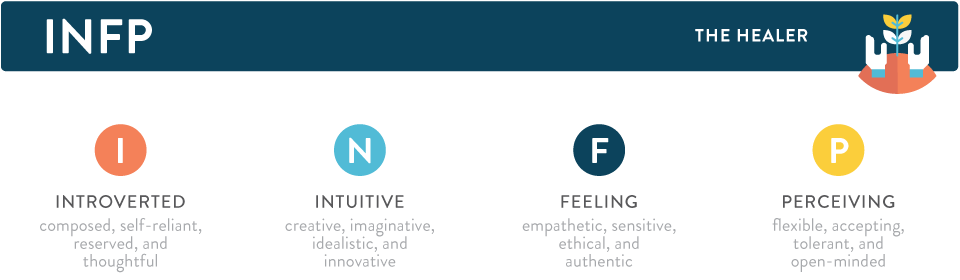 INFP
THE HEALER
I
INTROVERTED
composed, self-reliant,
reserved, and
thoughtful
N
INTUITIVE
creative, imaginative,
idealistic, and
innovative
F
FEELING
empathetic, sensitive,
ethical, and
authentic
P
PERCEIVING
flexible, accepting,
tolerant, and
open-minded